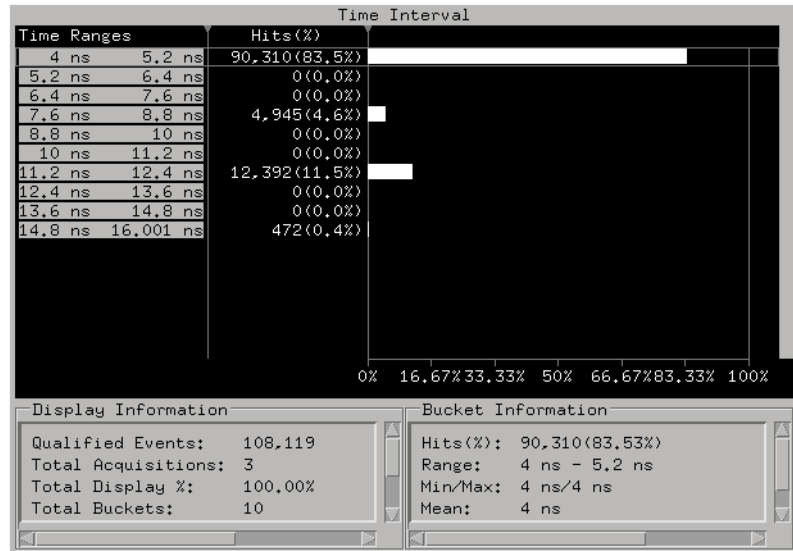 Time Interval
Time Ranges Hits(%)
4 ns 5.2 ns 90,310(83.5%)
5.2 ns 6.4 ns 0(0.0%)
6.4 ns 7.6 ns 0(0.0%)
7.6 ns 8.8 ns 4,945(4.6%)
8.8 ns 10 ns 0(0.0%)
10 ns 11.2 ns 0(0.0%)
11.2 ns 12.4 ns 12,392(11.5%)
12.4 ns 13.6 ns 0(0.0%)
13.6 ns 14.8 ns 0(0.0%)
14.8 ns 16.001 ns 472(0.4%)
0% 16.67% 33.33% 50% 66.67% 83.33% 100%
Display Information
Qualified Events: 108,119
Total Acquisitions: 3
Total Display %: 100.00%
Total Buckets: 10
Bucket Information
Hits(%): 90,310(83.53%)
Range: 4 ns - 5.2 ns
Min/Max: 4 ns/4 ns
Mean: 4 ns